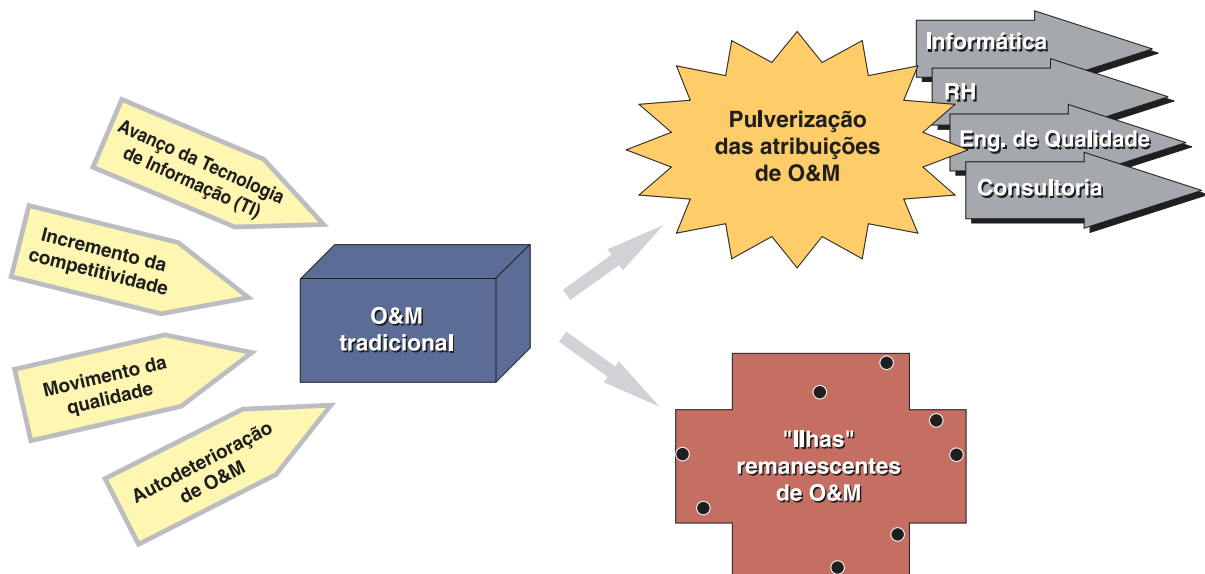 Avanço da Tecnologia
de Informação (TI)
Incremento da
competitividade
Movimento da
qualidade
Autodeterioração
de O&M
O&M
tradicional
Pulverização
das atribuições
de O&M
Informática
RH
Eng. de Qualidade
Consultoria
"Ilhas"
remanescentes
de O&M